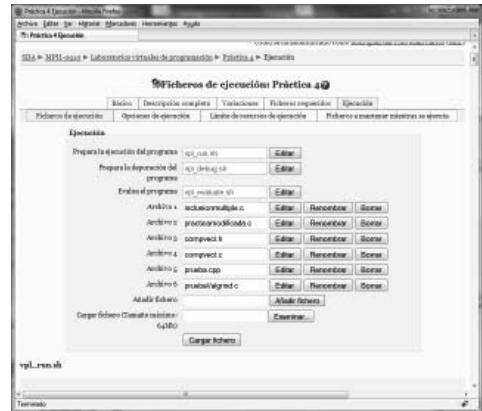 Práctica 4 Ejecución - Mozilla Firefox
Archivo Editar Ver Historial Marcadores Herramientas Ayuda
Práctica 4 Ejecución
SDA ► MPII-0910 ► Laboratorios virtuales de programación ► Práctica 4 ► Ejecución
Ficheros de ejecución: Práctica 4
Básico Descripción completa Variaciones Ficheros requeridos Ejecución
Ficheros de ejecución Opciones de ejecución Límite de recursos de ejecución Ficheros a mantener mientras se ejecuta
Ejecución
Prepara la ejecución del programa vpl_run.sh Editar
Prepara la depuración del programa vpl_debug.sh Editar
Evalua el programa vpl_evaluate.sh Editar
Archivo 1 inclusionmultiple.c Editar Renombrar Borrar
Archivo 2 practicamodificada.c Editar Renombrar Borrar
Archivo 3 compvect.h Editar Renombrar Borrar
Archivo 4 compvect.c Editar Renombrar Borrar
Archivo 5 prueba.cpp Editar Renombrar Borrar
Archivo 6 pruebaValgrind.c Editar Renombrar Borrar
Añadir fichero Añadir fichero
Cargar fichero (Tamaño máximo: 64Mb) Examinar...
Cargar fichero
vpl_run.sh
Terminado